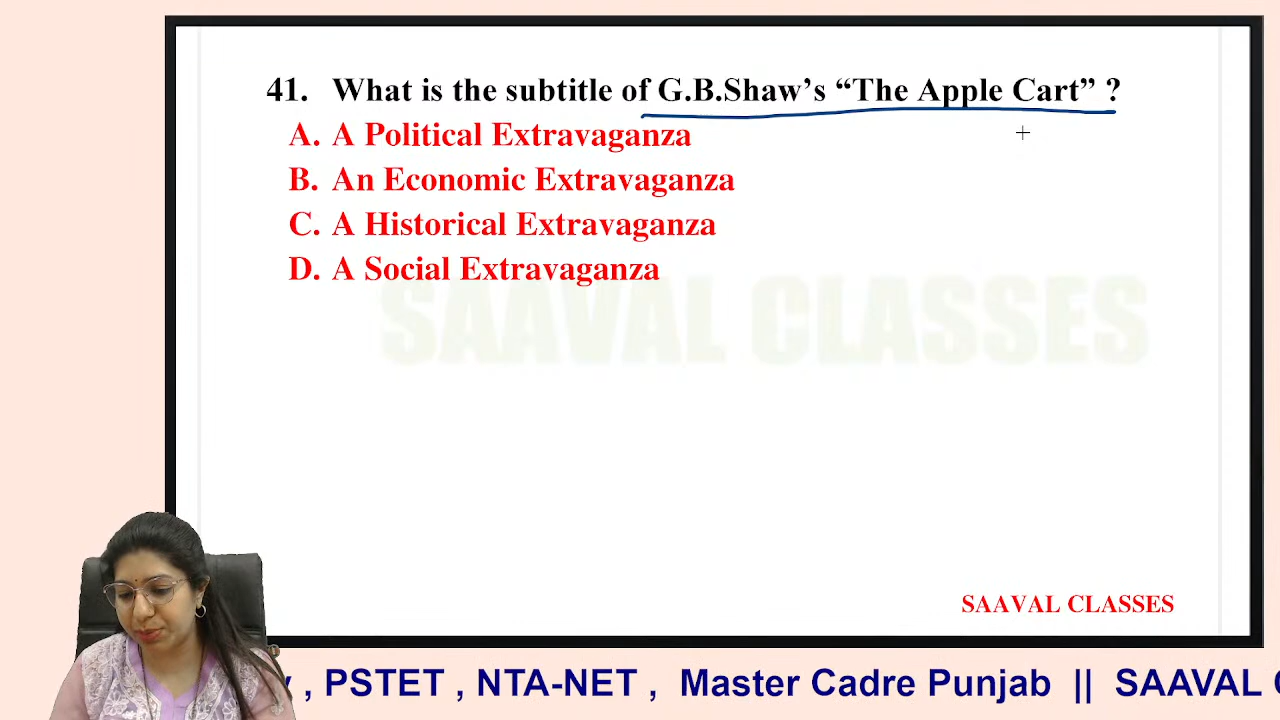 41. What is the subtitle of G.B.Shaw's “The Apple Cart” ?
A. A Political Extravaganza
B. An Economic Extravaganza
C. A Historical Extravaganza
D. A Social Extravaganza
SAAVAL CLASSES
SAAVAL CLASSES
, PSTET , NTA-NET , Master Cadre Punjab || SAAVAL